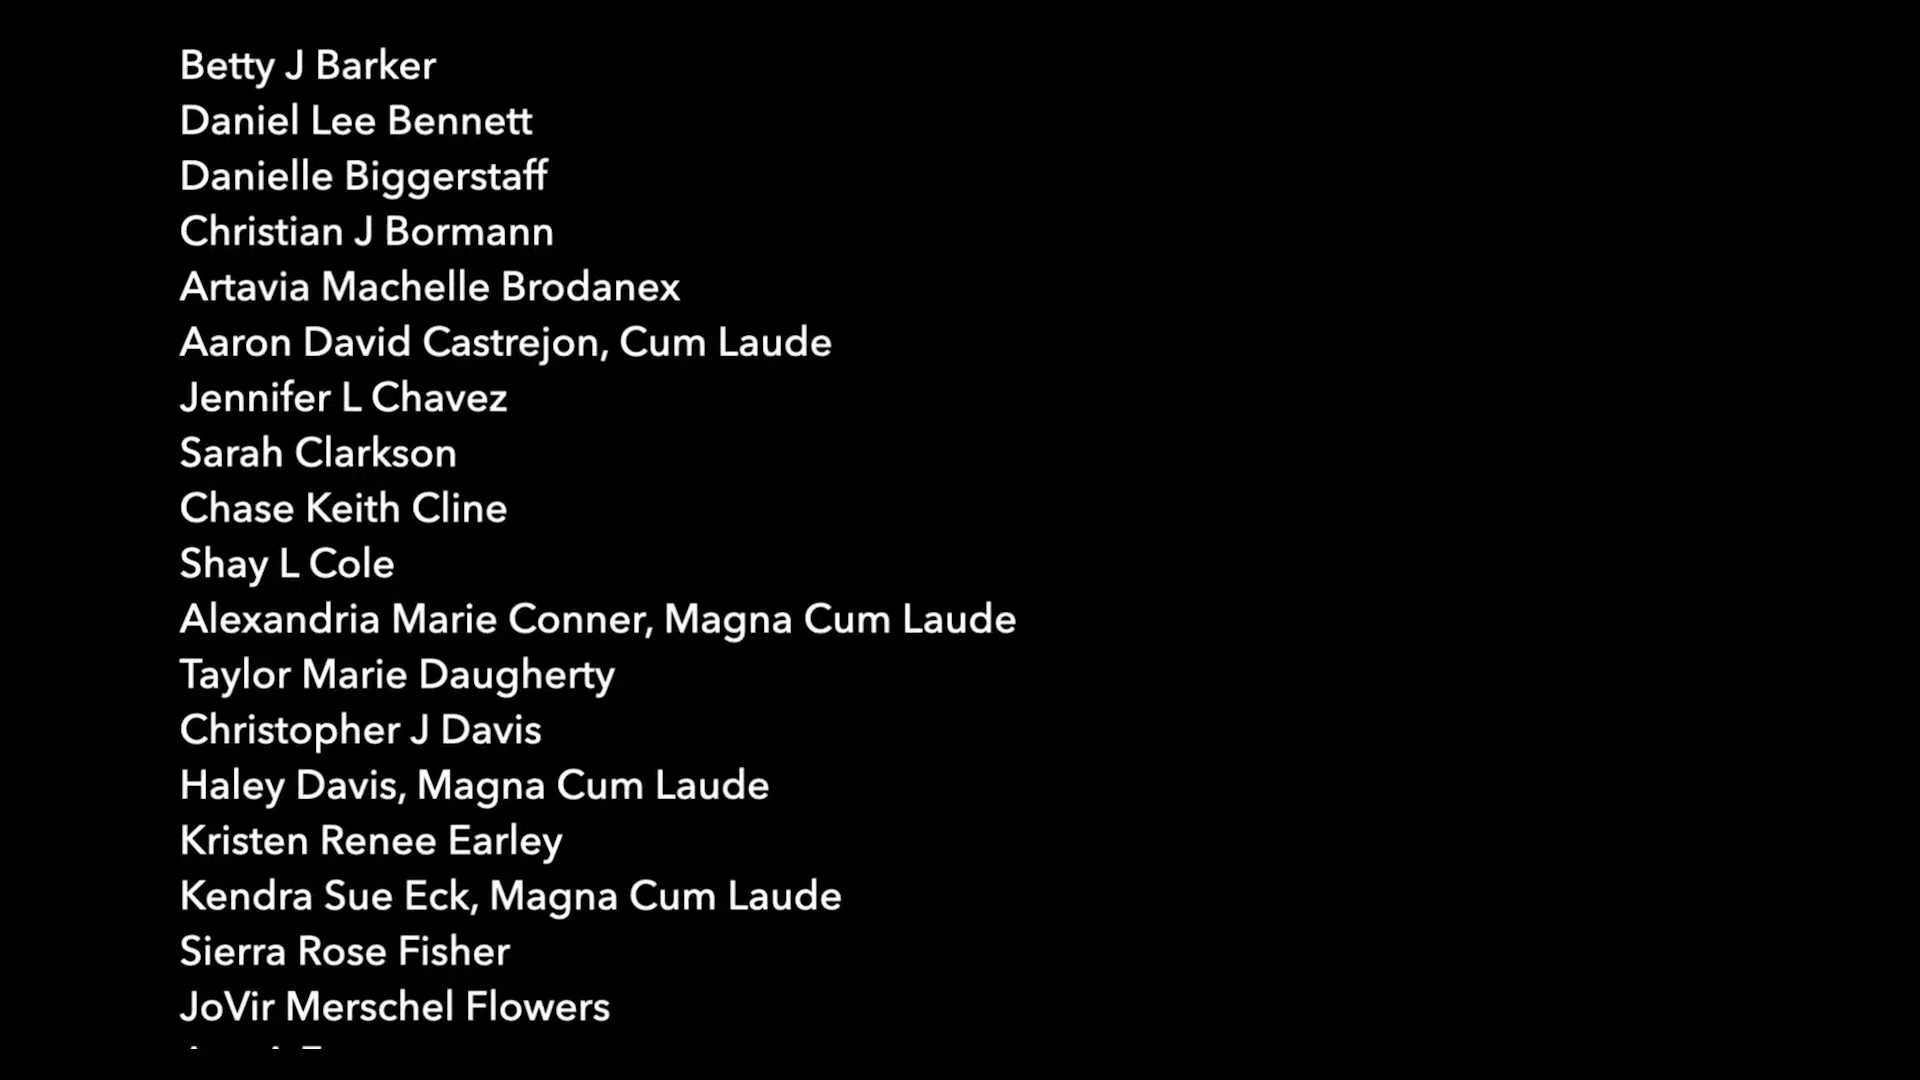 Betty J Barker
Daniel Lee Bennett
Danielle Biggerstaff
Christian J Bormann
Artavia Machelle Brodanex
Aaron David Castrejon, Cum Laude
Jennifer L Chavez
Sarah Clarkson
Chase Keith Cline
Shay L Cole
Alexandria Marie Conner, Magna Cum Laude
Taylor Marie Daugherty
Christopher J Davis
Haley Davis, Magna Cum Laude
Kristen Renee Earley
Kendra Sue Eck, Magna Cum Laude
Sierra Rose Fisher
JoVir Merschel Flowers